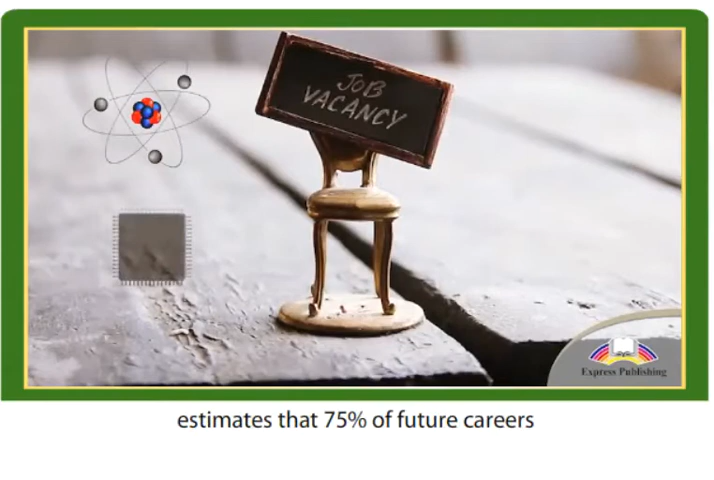 JOB
VACANCY
Express Publishing
estimates that 75% of future careers